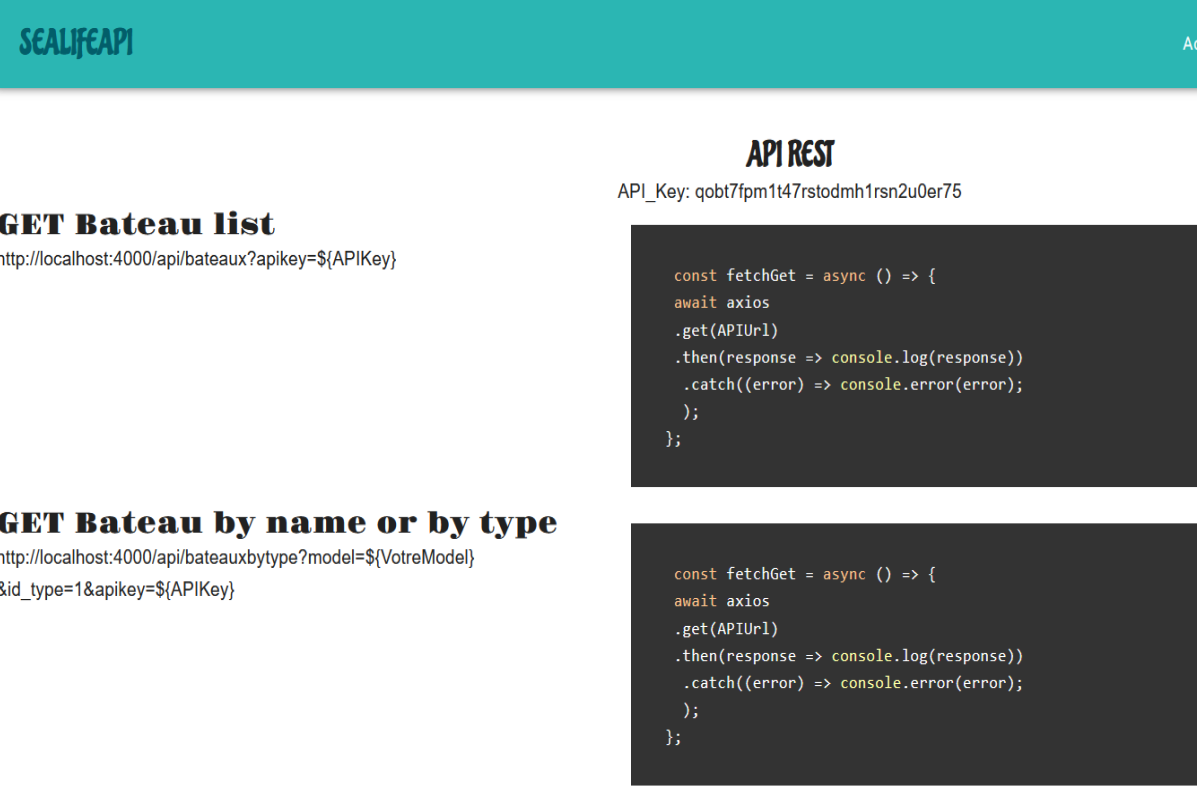 SEALIFEAPI
API REST
API_Key: qobt7fpm1t47rstodmh1rsn2u0er75
GET Bateau list
http://localhost:4000/api/bateaux?apikey=${APIKey}
const fetchGet = async () => {
await axios
.get(APIUrl)
.then(response => console.log(response))
.catch((error) => console.error(error);
);
};
GET Bateau by name or by type
http://localhost:4000/api/bateauxbytype?model=${VotreModel}
&id_type=1&apikey=${APIKey}
const fetchGet = async () => {
await axios
.get(APIUrl)
.then(response => console.log(response))
.catch((error) => console.error(error);
);
};